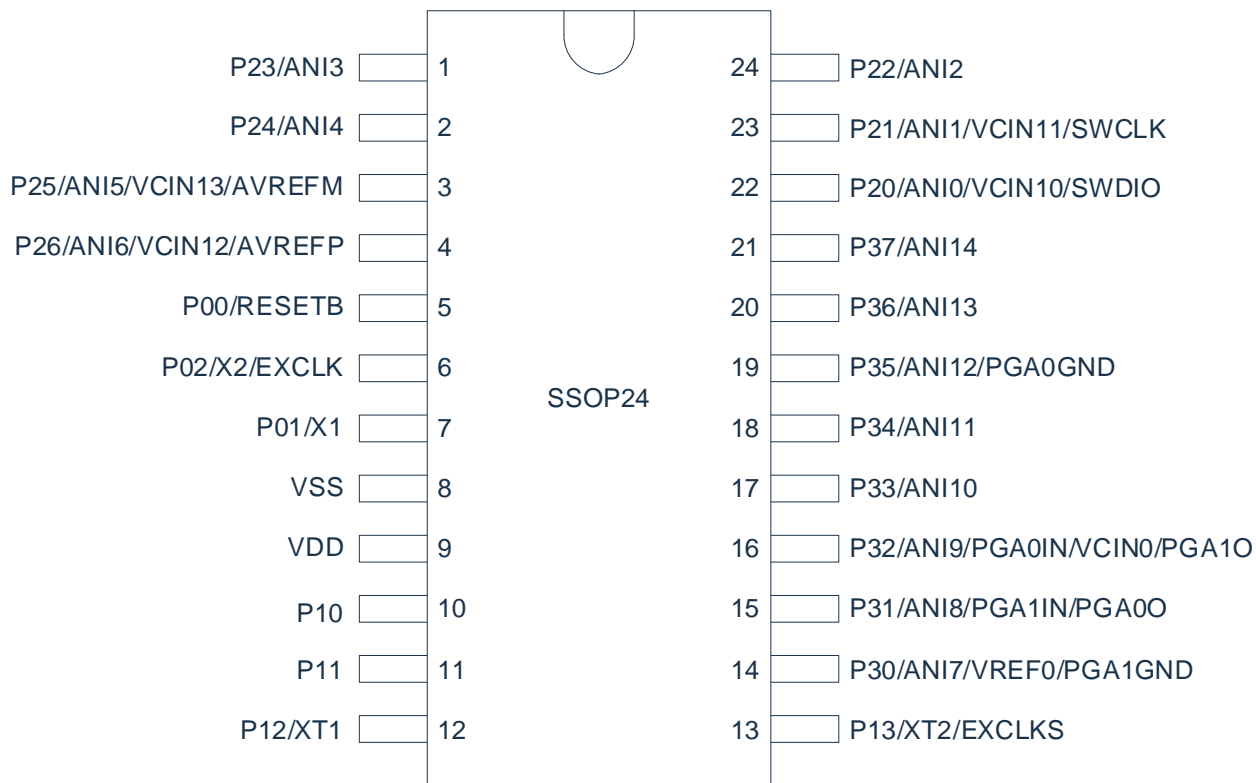 P23/ANI3 1 24 P22/ANI2
P24/ANI4 2 23 P21/ANI1/VCIN11/SWCLK
P25/ANI5/VCIN13/AVREFM 3 22 P20/ANI0/VCIN10/SWDIO
P26/ANI6/VCIN12/AVREFP 4 21 P37/ANI14
P00/RESETB 5 20 P36/ANI13
P02/X2/EXCLK 6 19 P35/ANI12/PGA0GND
SSOP24
P01/X1 7 18 P34/ANI11
VSS 8 17 P33/ANI10
VDD 9 16 P32/ANI9/PGA0IN/VCIN0/PGA1O
P10 10 15 P31/ANI8/PGA1IN/PGA0O
P11 11 14 P30/ANI7/VREF0/PGA1GND
P12/XT1 12 13 P13/XT2/EXCLKS